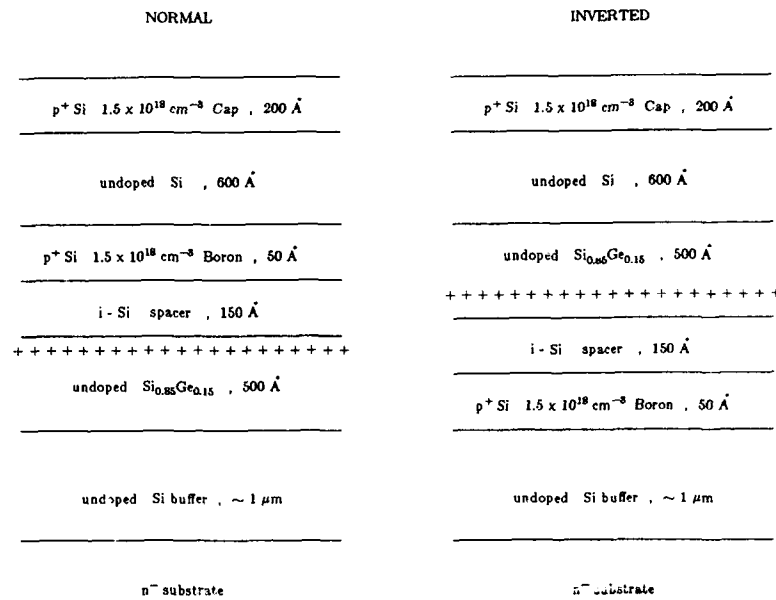 NORMAL
p⁺ Si 1.5 x 10¹⁸ cm⁻³ Cap , 200 Å
undoped Si , 600 Å
p⁺ Si 1.5 x 10¹⁸ cm⁻³ Boron , 50 Å
i - Si spacer , 150 Å
+ + + + + + + + + + + + + + + + + +
undoped Si₀.₈₅Ge₀.₁₅ , 500 Å
undoped Si buffer , ~ 1 μm
n⁻ substrate
INVERTED
p⁺ Si 1.5 x 10¹⁸ cm⁻³ Cap , 200 Å
undoped Si , 600 Å
undoped Si₀.₈₅Ge₀.₁₅ , 500 Å
+ + + + + + + + + + + + + + + + + +
i - Si spacer , 150 Å
p⁺ Si 1.5 x 10¹⁸ cm⁻³ Boron , 50 Å
undoped Si buffer , ~ 1 μm
n⁻ substrate